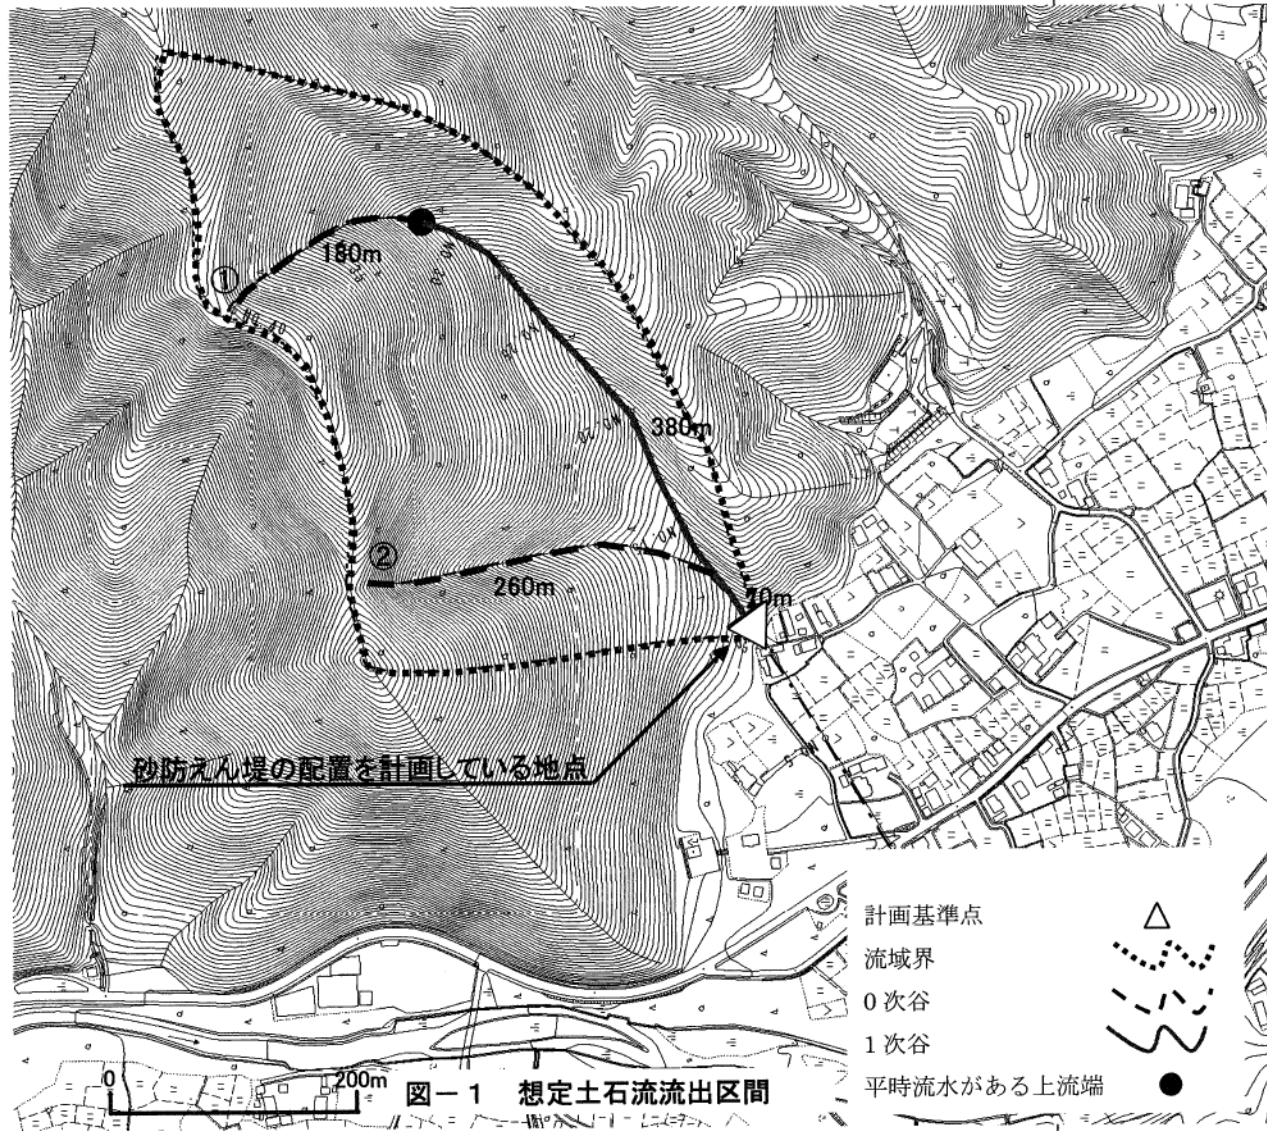 ①
180m
380m
②
260m
70m
砂防えん堤の配置を計画している地点
計画基準点
流域界
0次谷
1次谷
平時流水がある上流端
0
200m
図－1 想定土石流流出区間